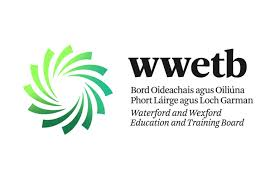 wwetb
Bord Oideachais agus Oiliúna
Phort Láirge agus Loch Garman
Waterford and Wexford
Education and Training Board